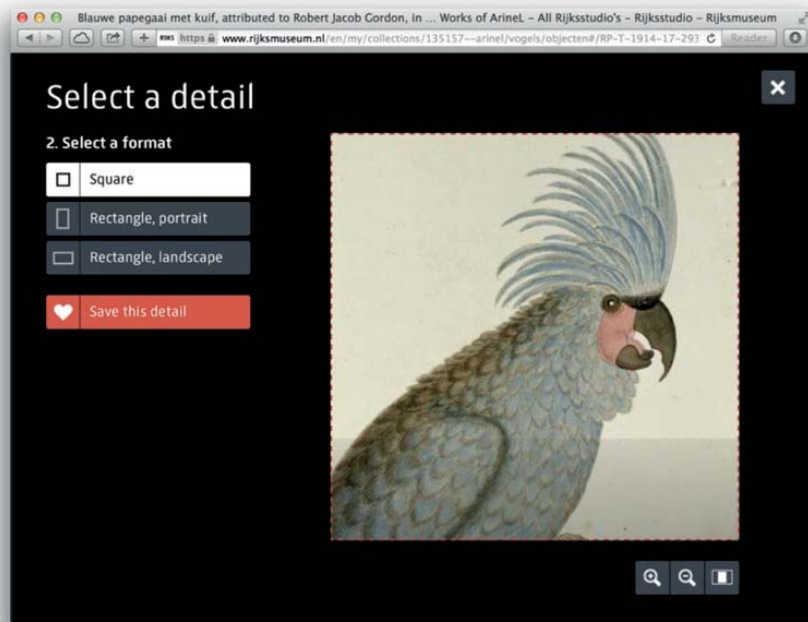 Blauwe papegaai met kuif, attributed to Robert Jacob Gordon, in ... Works of ArineL – All Rijksstudio's – Rijksstudio – Rijksmuseum
RIJKS https www.rijksmuseum.nl/en/my/collections/135157--arinel/vogels/objecten#/RP-T-1914-17-293 Reader
Select a detail
2. Select a format
Square
Rectangle, portrait
Rectangle, landscape
Save this detail